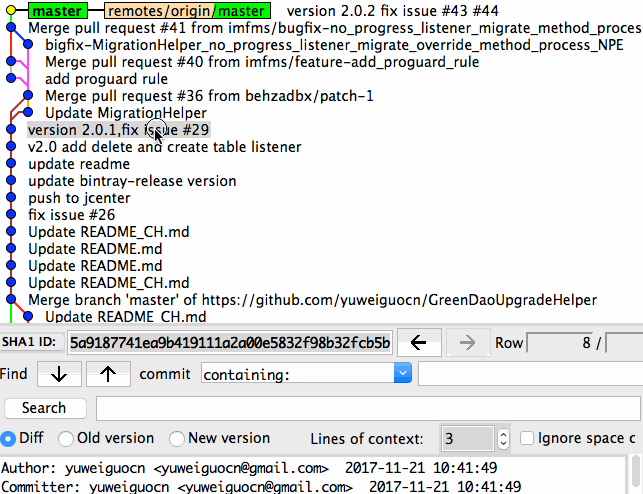 master remotes/origin/master version 2.0.2 fix issue #43 #44
Merge pull request #41 from imfms/bugfix-no_progress_listener_migrate_method_proces
bigfix-MigrationHelper_no_progress_listener_migrate_override_method_process_NPE
Merge pull request #40 from imfms/feature-add_proguard_rule
add proguard rule
Merge pull request #36 from behzadbx/patch-1
Update MigrationHelper
version 2.0.1,fix issue #29
v2.0 add delete and create table listener
update readme
update bintray-release version
push to jcenter
fix issue #26
Update README_CH.md
Update README.md
Update README.md
Update README_CH.md
Merge branch 'master' of https://github.com/yuweiguocn/GreenDaoUpgradeHelper
Update README_CH.md
SHA1 ID: 5a9187741ea9b419111a2a00e5832f98b32fcb5b Row 8 /
Find commit containing:
Search
Diff Old version New version Lines of context: 3 Ignore space c
Author: yuweiguocn <yuweiguocn@gmail.com> 2017-11-21 10:41:49
Committer: yuweiguocn <yuweiguocn@gmail.com> 2017-11-21 10:41:49